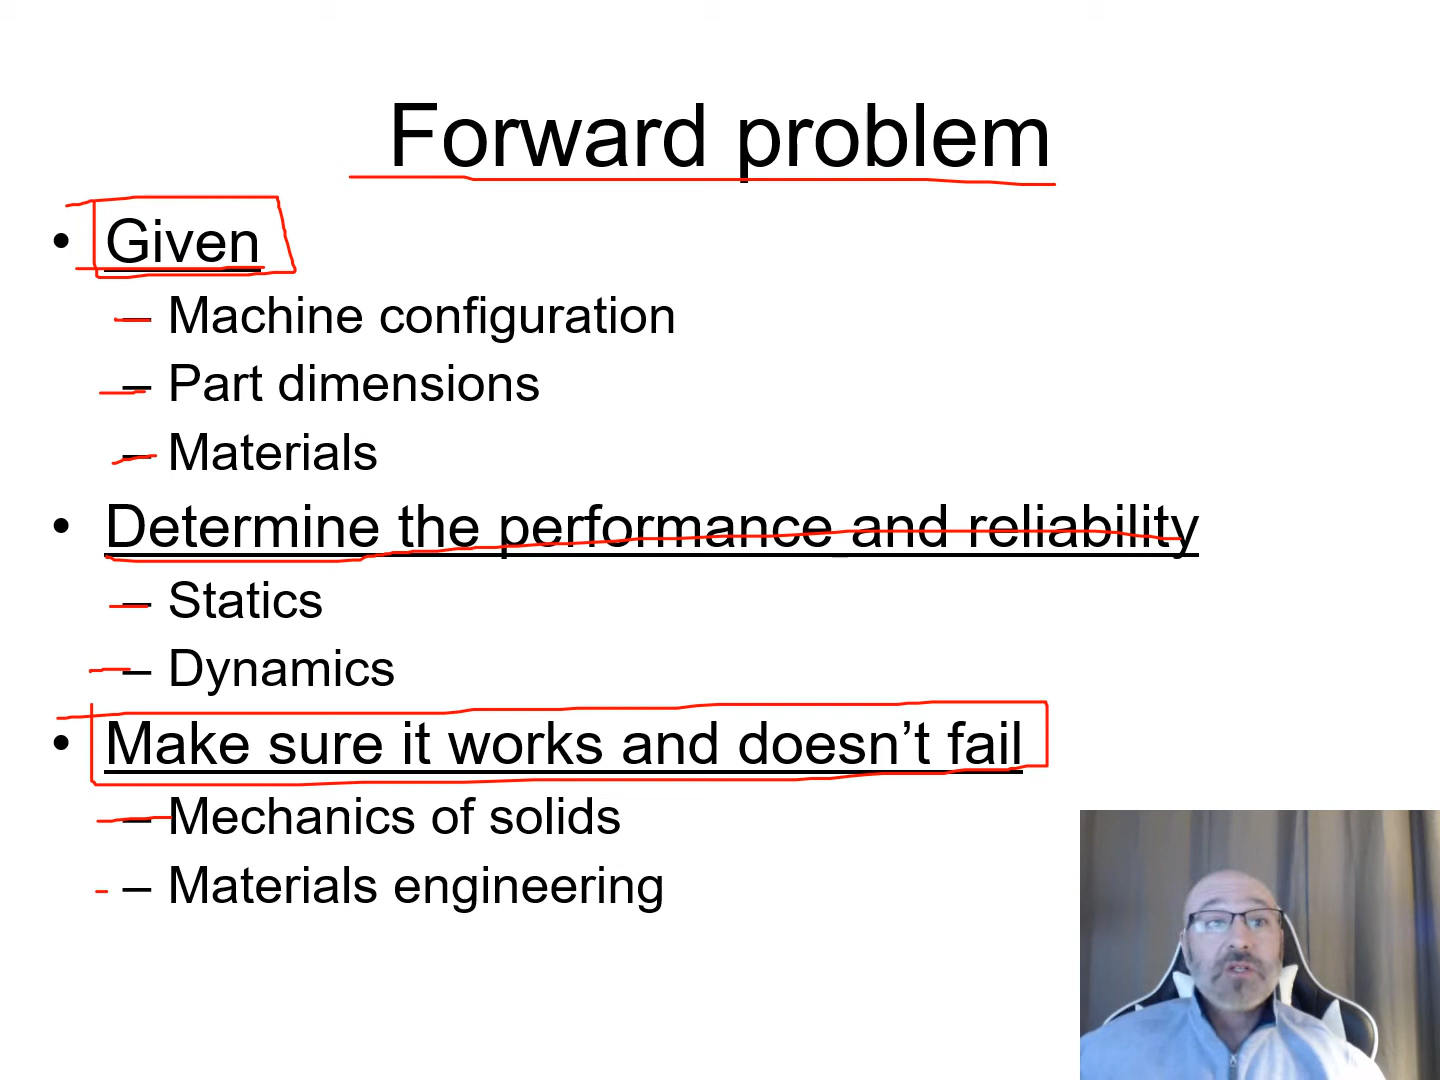 Forward problem
• Given
– Machine configuration
– Part dimensions
– Materials
• Determine the performance and reliability
– Statics
– Dynamics
• Make sure it works and doesn’t fail
– Mechanics of solids
– Materials engineering